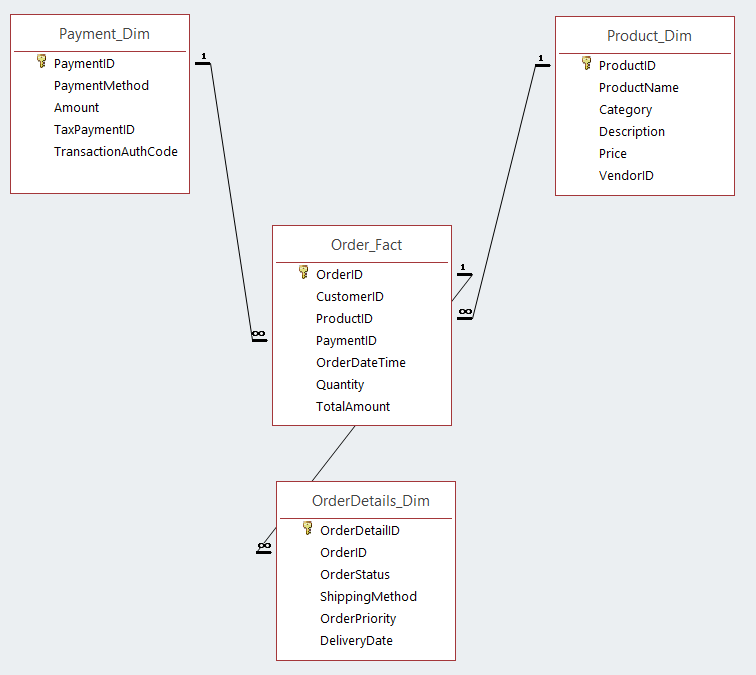 Payment_Dim
PaymentID
PaymentMethod
Amount
TaxPaymentID
TransactionAuthCode
1
∞
Product_Dim
ProductID
ProductName
Category
Description
Price
VendorID
1
∞
Order_Fact
OrderID
CustomerID
ProductID
PaymentID
OrderDateTime
Quantity
TotalAmount
1
∞
OrderDetails_Dim
OrderDetailID
OrderID
OrderStatus
ShippingMethod
OrderPriority
DeliveryDate